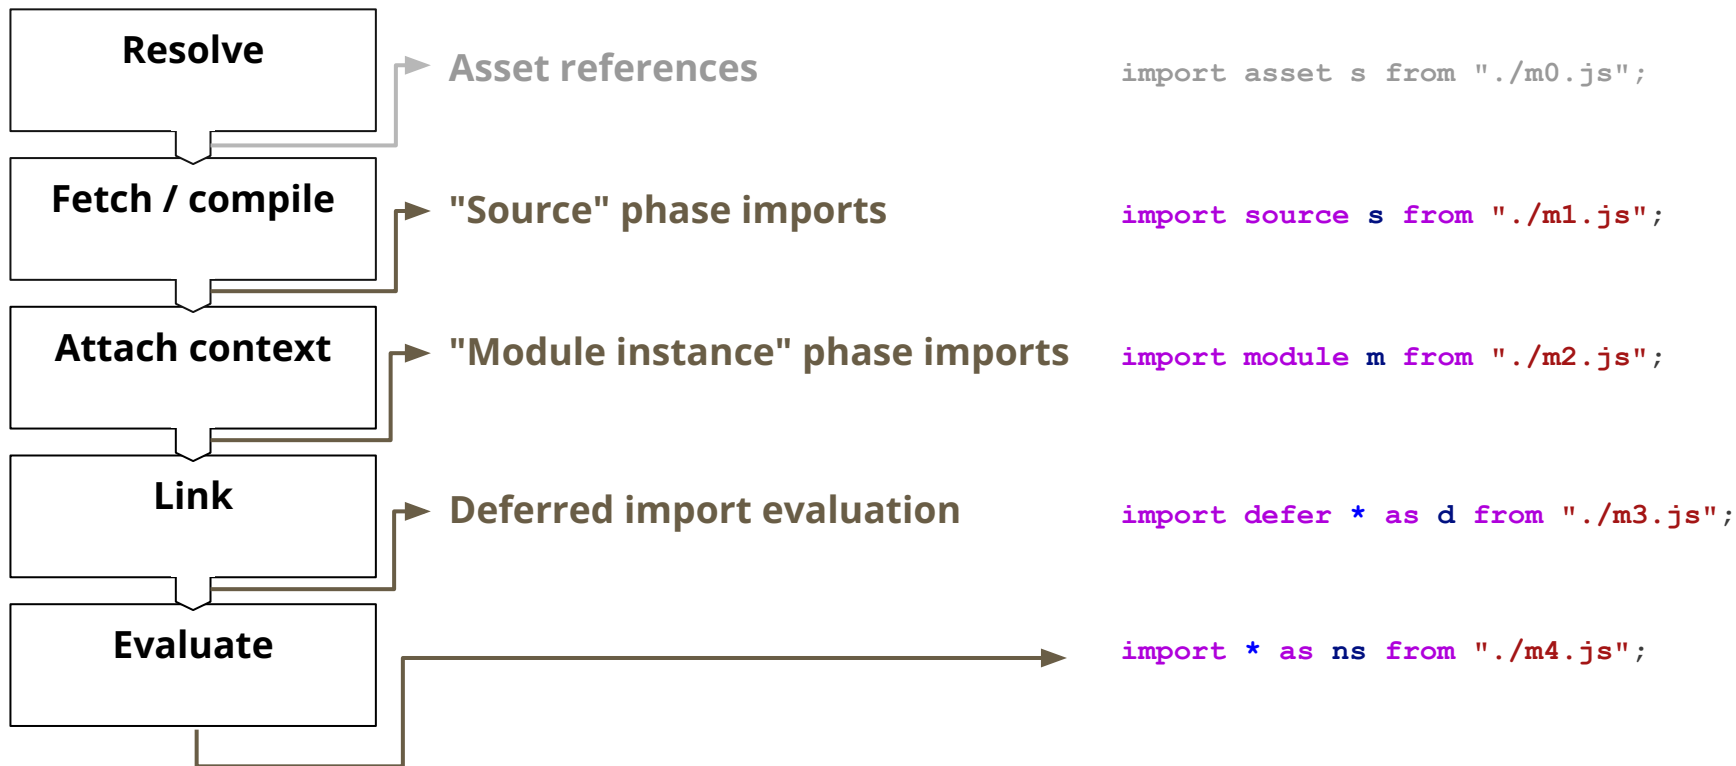 Resolve
Asset references
import asset s from "./m0.js";
Fetch / compile
"Source" phase imports
import source s from "./m1.js";
Attach context
"Module instance" phase imports
import module m from "./m2.js";
Link
Deferred import evaluation
import defer * as d from "./m3.js";
Evaluate
import * as ns from "./m4.js";